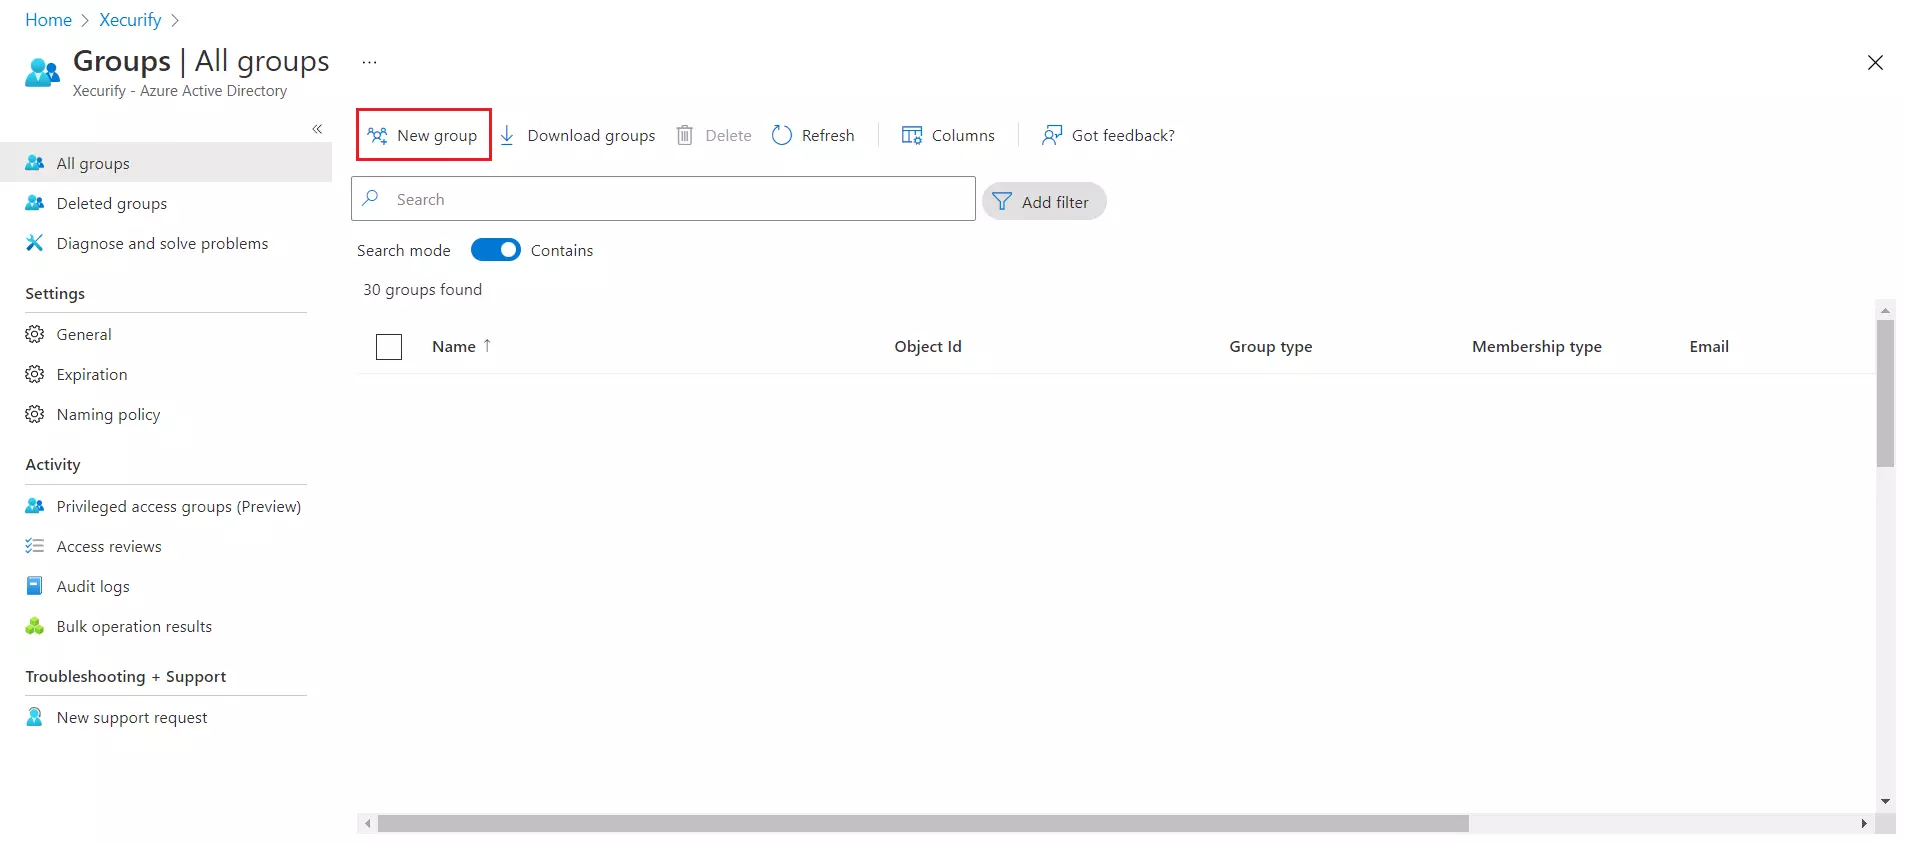 Home > Xecurify >
Groups | All groups ...
Xecurify - Azure Active Directory
«
All groups
Deleted groups
Diagnose and solve problems
Settings
General
Expiration
Naming policy
Activity
Privileged access groups (Preview)
Access reviews
Audit logs
Bulk operation results
Troubleshooting + Support
New support request
New group Download groups Delete Refresh Columns Got feedback?
Search Add filter
Search mode Contains
30 groups found
Name ↑ Object Id Group type Membership type Email